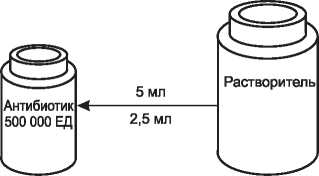 Антибиотик
500 000 ЕД
5 мл
2,5 мл
Растворитель